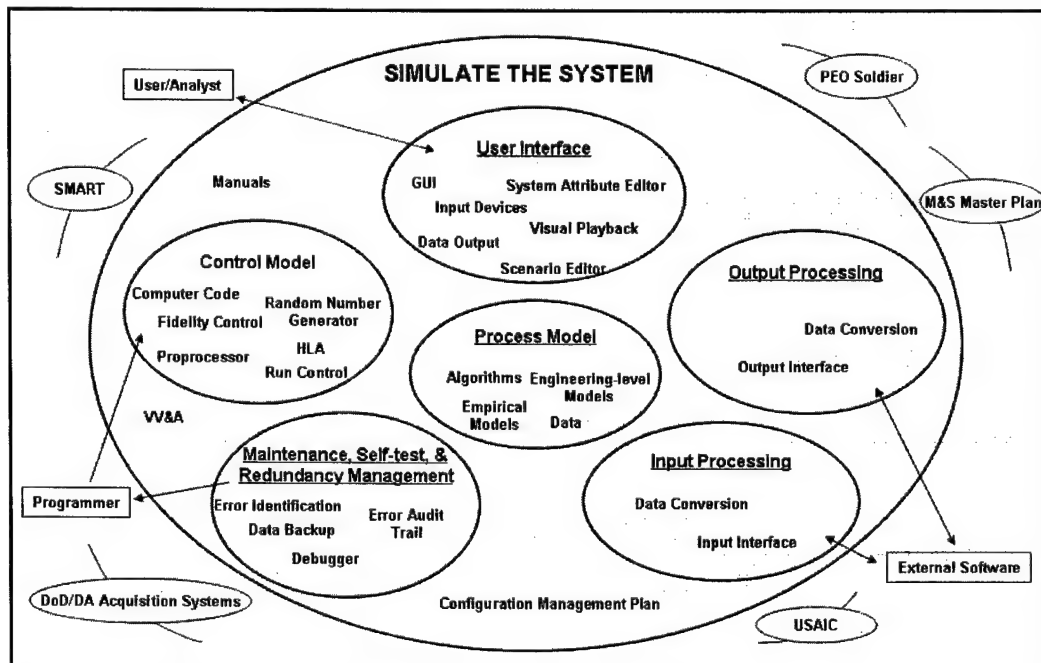 SIMULATE THE SYSTEM
User/Analyst
PEO Soldier
SMART
M&S Master Plan
Manuals
User Interface
GUI
System Attribute Editor
Input Devices
Visual Playback
Data Output
Scenario Editor
Control Model
Computer Code
Random Number
Generator
Fidelity Control
HLA
Proprocessor
Run Control
Output Processing
Data Conversion
Output Interface
Process Model
Algorithms
Engineering-level
Models
Empirical
Models
Data
VV&A
Maintenance, Self-test, &
Redundancy Management
Error Identification
Error Audit
Trail
Data Backup
Debugger
Input Processing
Data Conversion
Input Interface
Programmer
External Software
DoD/DA Acquisition Systems
Configuration Management Plan
USAIC